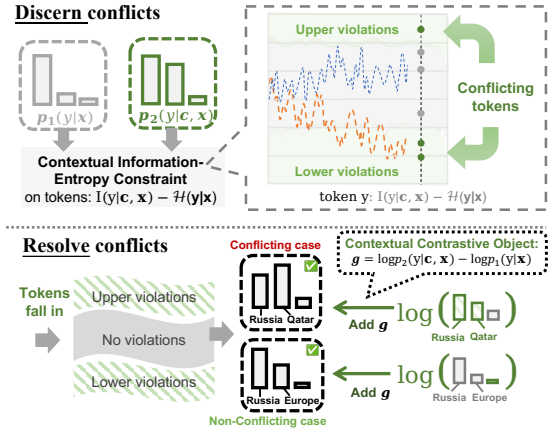 Discern conflicts
p₁(y|x)
p₂(y|c, x)
Contextual Information-
Entropy Constraint
on tokens: I(y|c, x) − ℋ(y|x)
Upper violations
Conflicting
tokens
Lower violations
token y: I(y|c, x) − ℋ(y|x)
Resolve conflicts
Conflicting case
Contextual Contrastive Object:
g = logp₂(y|c, x) − logp₁(y|x)
Tokens
fall in
Upper violations
No violations
Lower violations
Russia Qatar
Add g
log( )
Russia Qatar
Russia Europe
Add g
log( )
Russia Europe
Non-Conflicting case